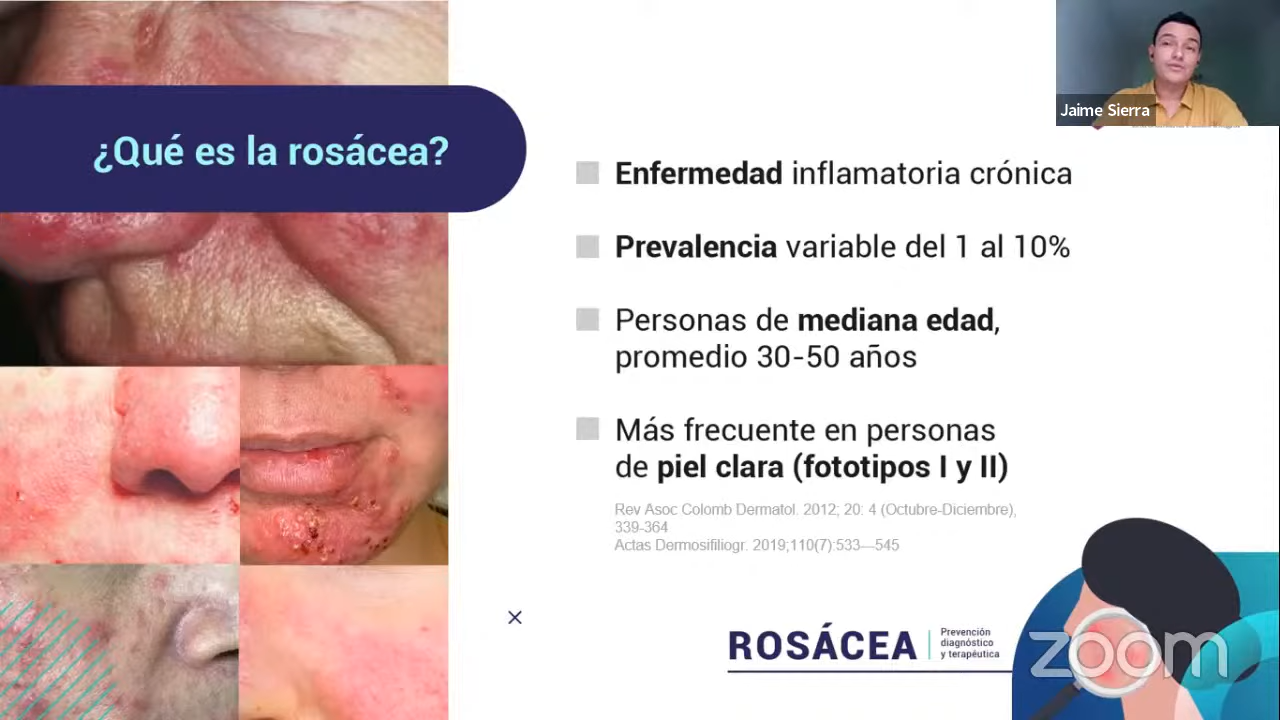 Jaime Sierra
¿Qué es la rosácea?
Enfermedad inflamatoria crónica
Prevalencia variable del 1 al 10%
Personas de mediana edad,
promedio 30-50 años
Más frecuente en personas
de piel clara (fototipos I y II)
Rev Asoc Colomb Dermatol. 2012; 20: 4 (Octubre-Diciembre),
339-364
Actas Dermosifiliogr. 2019;110(7):533—545
ROSÁCEA
Prevención
diagnóstico
y terapéutica
zoom